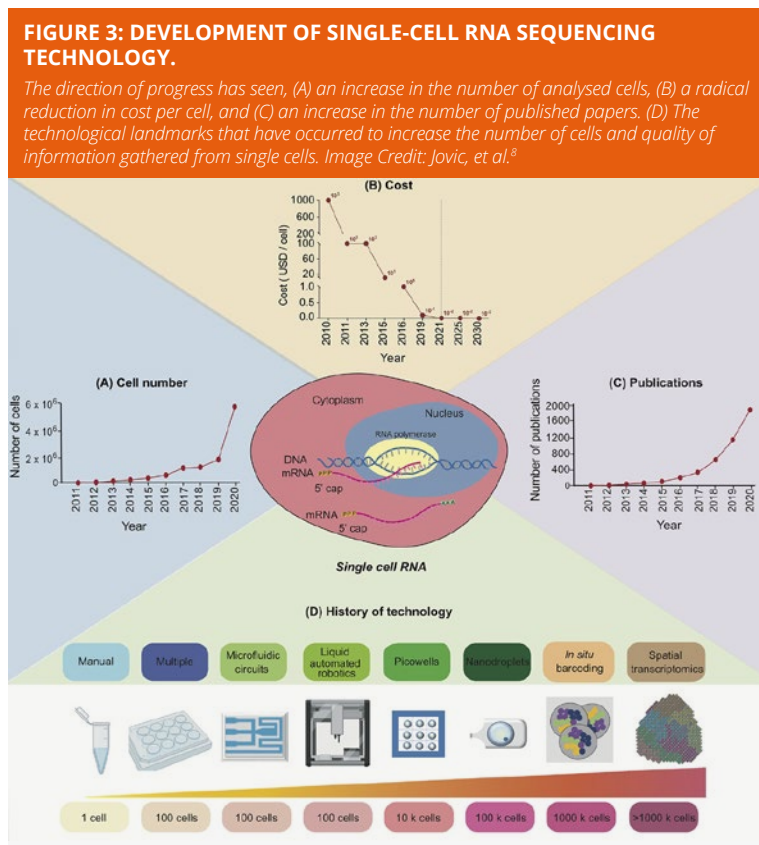 FIGURE 3: DEVELOPMENT OF SINGLE-CELL RNA SEQUENCING
TECHNOLOGY.
The direction of progress has seen, (A) an increase in the number of analysed cells, (B) a radical
reduction in cost per cell, and (C) an increase in the number of published papers. (D) The
technological landmarks that have occurred to increase the number of cells and quality of
information gathered from single cells. Image Credit: Jovic, et al.⁸
(B) Cost
Cost ( USD / cell)
1000
600
200
100
60
20
1.0
0.5
0.0
2010
2011
2013
2015
2016
2019
2021
2025
2030
Year
(A) Cell number
Number of cells
6 x 10⁶
4 x 10⁶
2 x 10⁶
0
2011
2012
2013
2014
2015
2016
2017
2018
2019
2020
Year
Cytoplasm
Nucleus
RNA polymerase
DNA
mRNA
5' cap
mRNA
5' cap
Single cell RNA
(C) Publications
Number of publications
2000
1600
1200
800
400
0
2011
2012
2013
2014
2015
2016
2017
2018
2019
2020
Year
(D) History of technology
Manual
Multiple
Microfluidic
circuits
Liquid
automated
robotics
Picowells
Nanodroplets
In situ
barcoding
Spatial
transcriptomics
1 cell
100 cells
100 cells
100 cells
10 k cells
100 k cells
1000 k cells
>1000 k cells